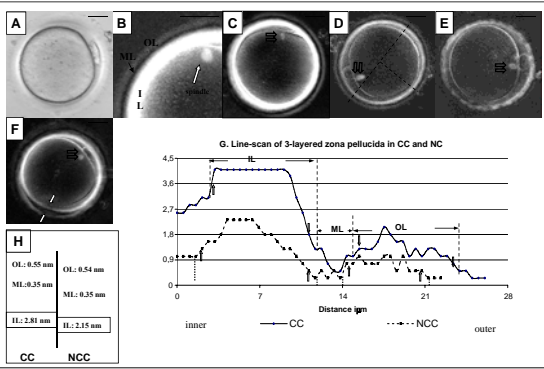 A
B
OL
ML
I
L
spindle
C
D
E
F
G. Line-scan of 3-layered zona pellucida in CC and NC
4,5
3,6
2,7
1,8
0,9
0
IL
ML
OL
0
7
14
21
28
Distance µm
inner
CC
NCC
outer
H
OL: 0.55 nm
ML:0.35 nm
IL: 2.81 nm
CC
OL: 0.54 nm
ML: 0.35 nm
IL: 2.15 nm
NCC